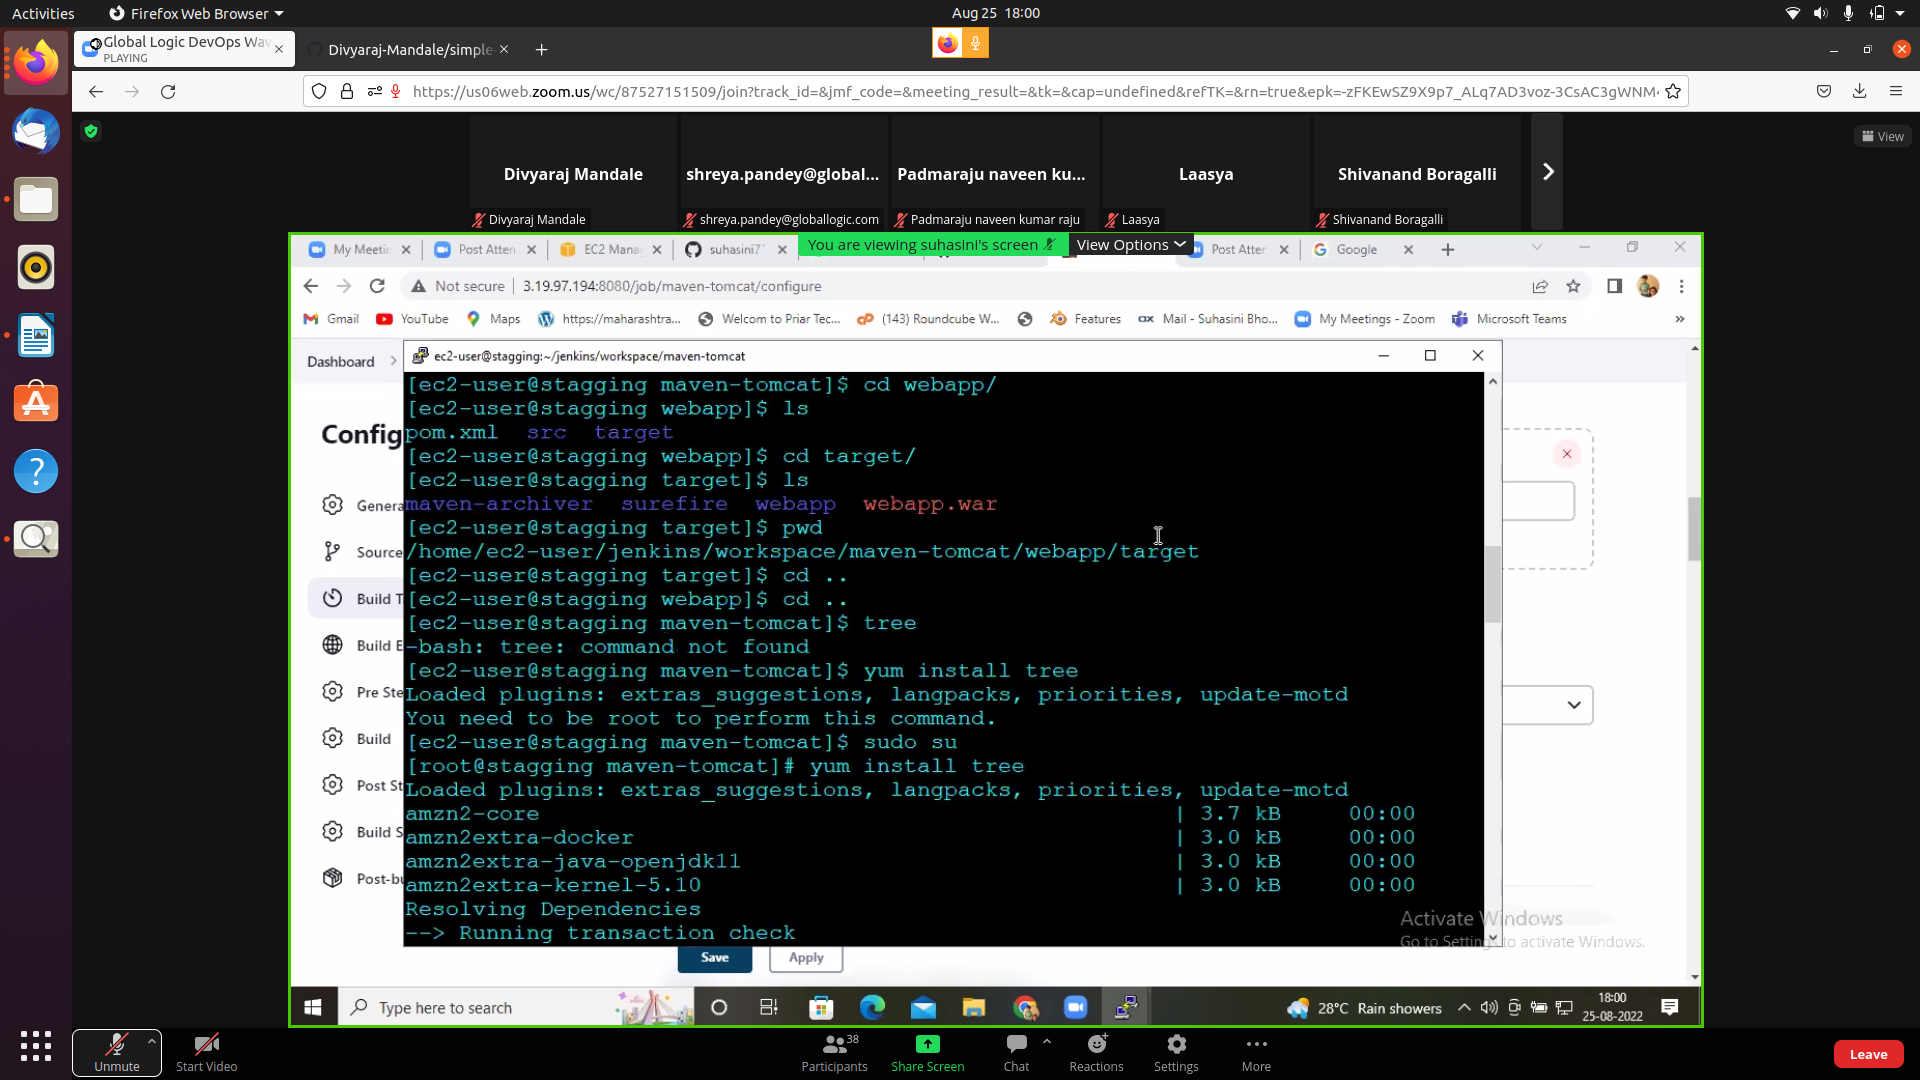 Activities
Firefox Web Browser
Aug 25 18:00
Global Logic DevOps Wav
PLAYING
Divyaraj-Mandale/simple
https://us06web.zoom.us/wc/87527151509/join?track_id=&jmf_code=&meeting_result=&tk=&cap=undefined&refTK=&rn=true&epk=-zFKEwSZ9X9p7_ALq7AD3voz-3CsAC3gWNM
View
Divyaraj Mandale
shreya.pandey@global...
Padmaraju naveen ku...
Laasya
Shivanand Boragalli
Divyaraj Mandale
shreya.pandey@globallogic.com
Padmaraju naveen kumar raju
Laasya
Shivanand Boragalli
My Meetin
Post Atten
EC2 Mana
suhasini7
You are viewing suhasini's screen
View Options
Post Atten
Google
Not secure
3.19.97.194:8080/job/maven-tomcat/configure
Gmail
YouTube
Maps
https://maharashtra...
Welcom to Priar Tec...
(143) Roundcube W...
Features
Mail - Suhasini Bho...
My Meetings - Zoom
Microsoft Teams
»
Dashboard
ec2-user@stagging:~/jenkins/workspace/maven-tomcat
[ec2-user@stagging maven-tomcat]$ cd webapp/
[ec2-user@stagging webapp]$ ls
Config
pom.xml src target
[ec2-user@stagging webapp]$ cd target/
[ec2-user@stagging target]$ ls
Genera
maven-archiver surefire webapp webapp.war
[ec2-user@stagging target]$ pwd
Source
/home/ec2-user/jenkins/workspace/maven-tomcat/webapp/target
[ec2-user@stagging target]$ cd ..
Build T
[ec2-user@stagging webapp]$ cd ..
[ec2-user@stagging maven-tomcat]$ tree
Build E
-bash: tree: command not found
[ec2-user@stagging maven-tomcat]$ yum install tree
Pre Ste
Loaded plugins: extras_suggestions, langpacks, priorities, update-motd
You need to be root to perform this command.
Build
[ec2-user@stagging maven-tomcat]$ sudo su
[root@stagging maven-tomcat]# yum install tree
Post St
Loaded plugins: extras_suggestions, langpacks, priorities, update-motd
amzn2-core | 3.7 kB 00:00
Build S
amzn2extra-docker | 3.0 kB 00:00
amzn2extra-java-openjdk11 | 3.0 kB 00:00
Post-bu
amzn2extra-kernel-5.10 | 3.0 kB 00:00
Resolving Dependencies
--> Running transaction check
Activate Windows
Go to Settings to activate Windows.
Save
Apply
Type here to search
28°C Rain showers
18:00
25-08-2022
Unmute
Start Video
38
Participants
Share Screen
Chat
Reactions
Settings
More
Leave